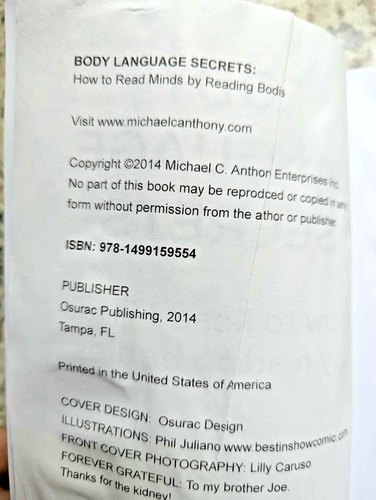 BODY LANGUAGE SECRETS:
How to Read Minds by Reading Bodis
Visit www.michaelcanthony.com
Copyright ©2014 Michael C. Anthon Enterprises Inc.
No part of this book may be reprodced or copied in any
form without permission from the athor or publisher.
ISBN: 978-1499159554
PUBLISHER
Osurac Publishing, 2014
Tampa, FL
Printed in the United States of America
COVER DESIGN: Osurac Design
ILLUSTRATIONS: Phil Juliano www.bestinshowcomic.com
FRONT COVER PHOTOGRAPHY: Lilly Caruso
FOREVER GRATEFUL: To my brother Joe.
Thanks for the kidney!